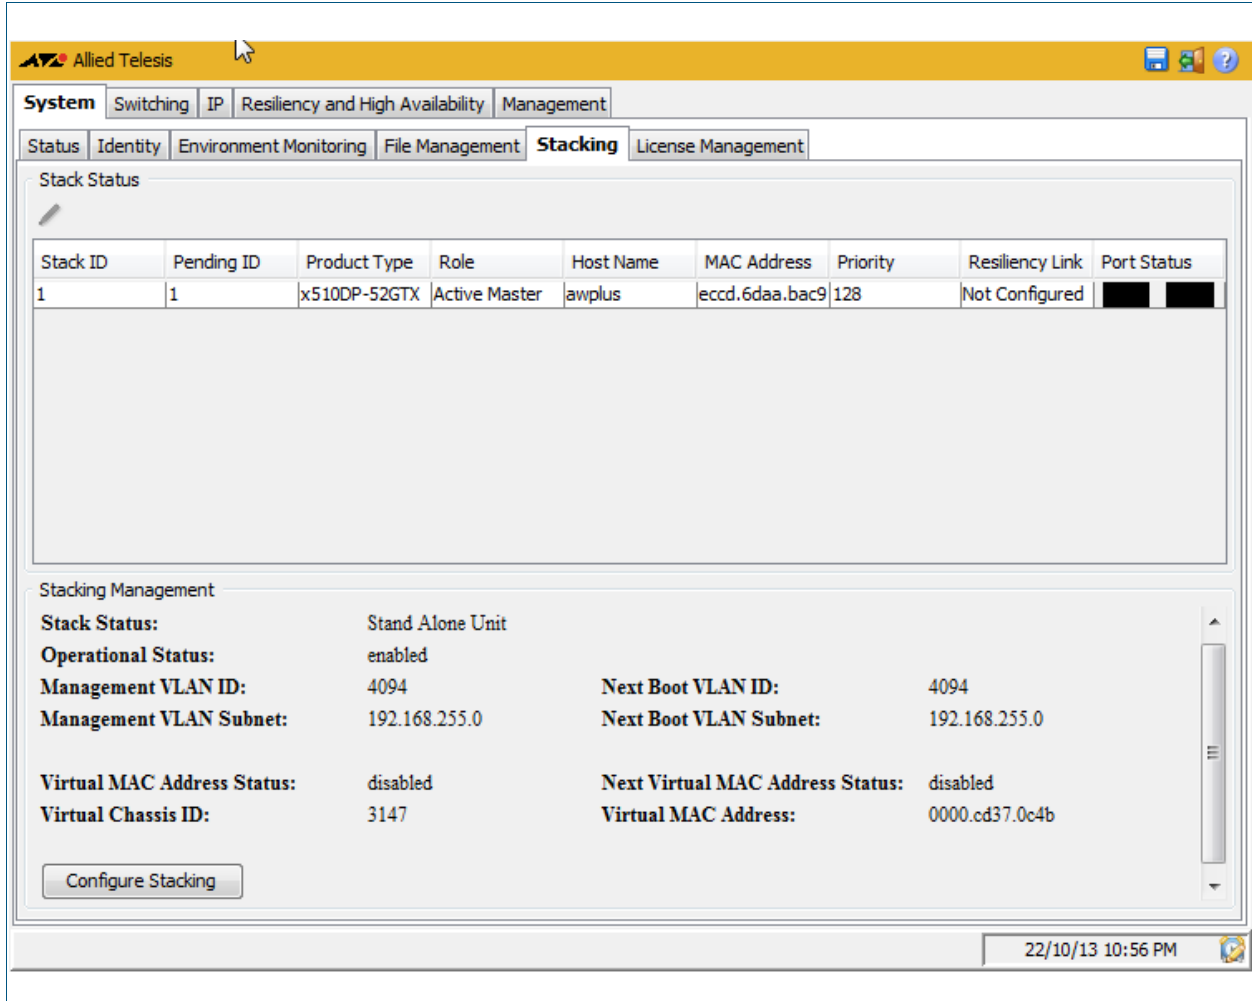 Allied Telesis
System Switching IP Resiliency and High Availability Management
Status Identity Environment Monitoring File Management Stacking License Management
Stack Status
Stack ID Pending ID Product Type Role Host Name MAC Address Priority Resiliency Link Port Status
1 1 x510DP-52GTX Active Master awplus eccd.6daa.bac9 128 Not Configured
Stacking Management
Stack Status: Stand Alone Unit
Operational Status: enabled
Management VLAN ID: 4094 Next Boot VLAN ID: 4094
Management VLAN Subnet: 192.168.255.0 Next Boot VLAN Subnet: 192.168.255.0
Virtual MAC Address Status: disabled Next Virtual MAC Address Status: disabled
Virtual Chassis ID: 3147 Virtual MAC Address: 0000.cd37.0c4b
Configure Stacking
22/10/13 10:56 PM